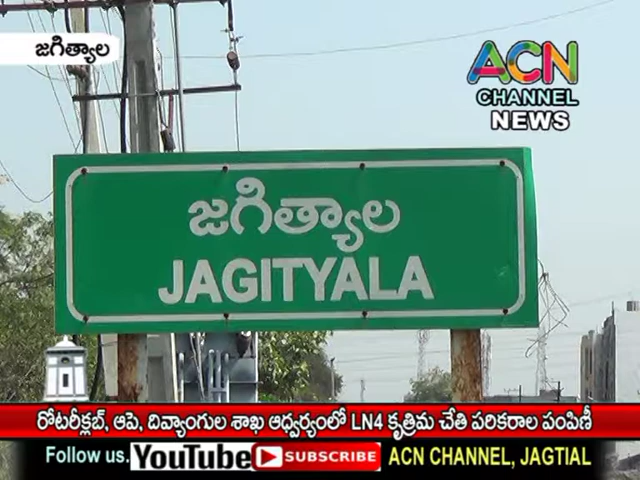 జగిత్యాల
ACN
CHANNEL
NEWS
జగిత్యాల
JAGITYALA
రోటరీక్లబ్, ఆపె, దివ్యాంగుల శాఖ ఆధ్వర్యంలో LN4 కృత్రిమ చేతి పరికరాల పంపిణీ
Follow us. YouTube SUBSCRIBE ACN CHANNEL, JAGTIAL